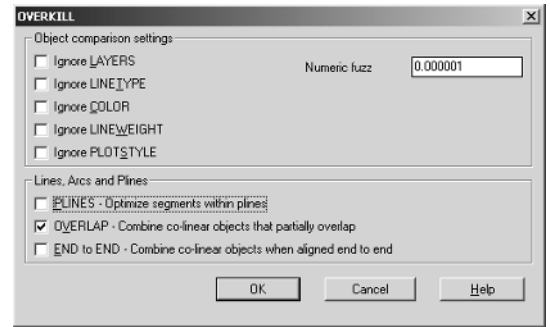 OVERKILL
Object comparison settings
Ignore LAYERS
Numeric fuzz 0.000001
Ignore LINETYPE
Ignore COLOR
Ignore LINEWEIGHT
Ignore PLOTSTYLE
Lines, Arcs and Plines
PLINES - Optimize segments within plines
OVERLAP - Combine co-linear objects that partially overlap
END to END - Combine co-linear objects when aligned end to end
OK Cancel Help